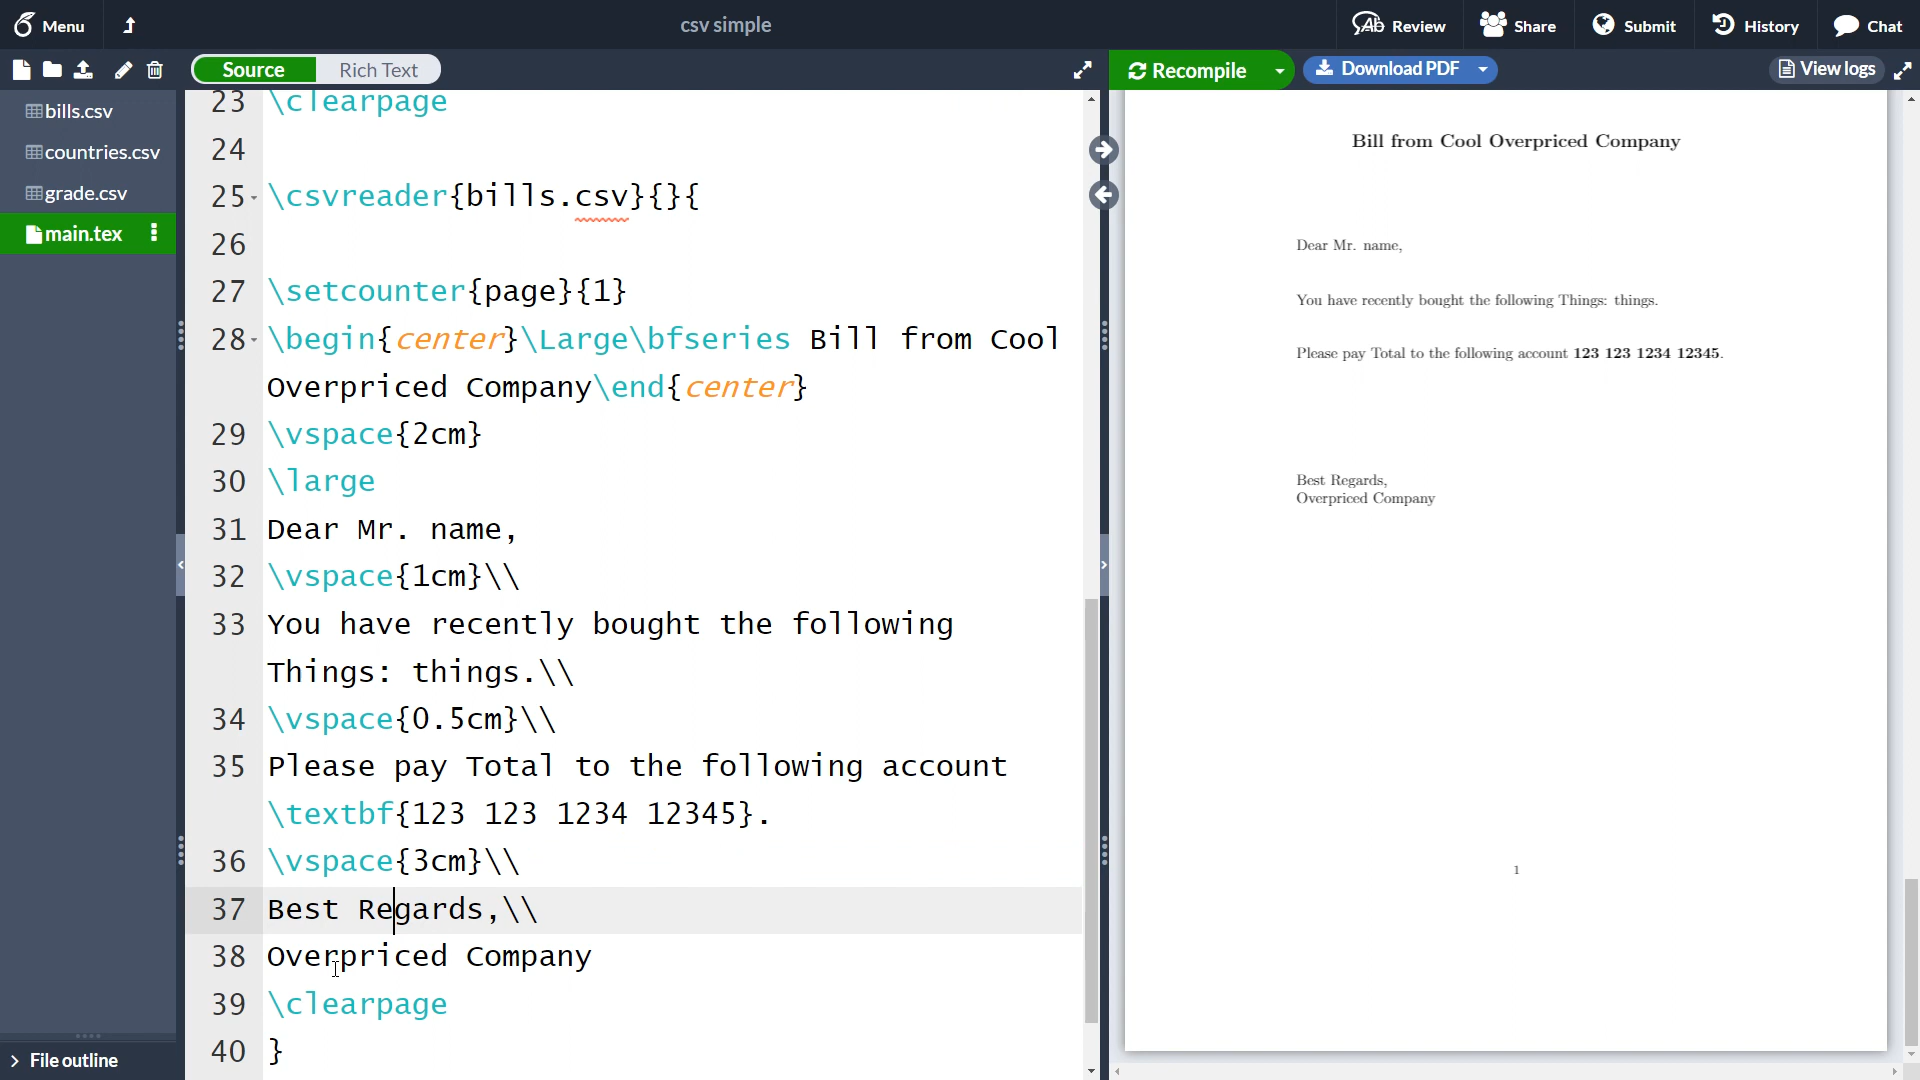 Menu
csv simple
Review
Share
Submit
History
Chat
Source
Rich Text
Recompile
Download PDF
View logs
bills.csv
countries.csv
grade.csv
main.tex
File outline
23 \clearpage
24
25 \csvreader{bills.csv}{}{
26
27 \setcounter{page}{1}
28 \begin{center}\Large\bfseries Bill from Cool
Overpriced Company\end{center}
29 \vspace{2cm}
30 \large
31 Dear Mr. name,
32 \vspace{1cm}\\
33 You have recently bought the following
Things: things.\\
34 \vspace{0.5cm}\\
35 Please pay Total to the following account
\textbf{123 123 1234 12345}.
36 \vspace{3cm}\\
37 Best Regards,\\
38 Overpriced Company
39 \clearpage
40 }
Bill from Cool Overpriced Company
Dear Mr. name,
You have recently bought the following Things: things.
Please pay Total to the following account 123 123 1234 12345.
Best Regards,
Overpriced Company
1